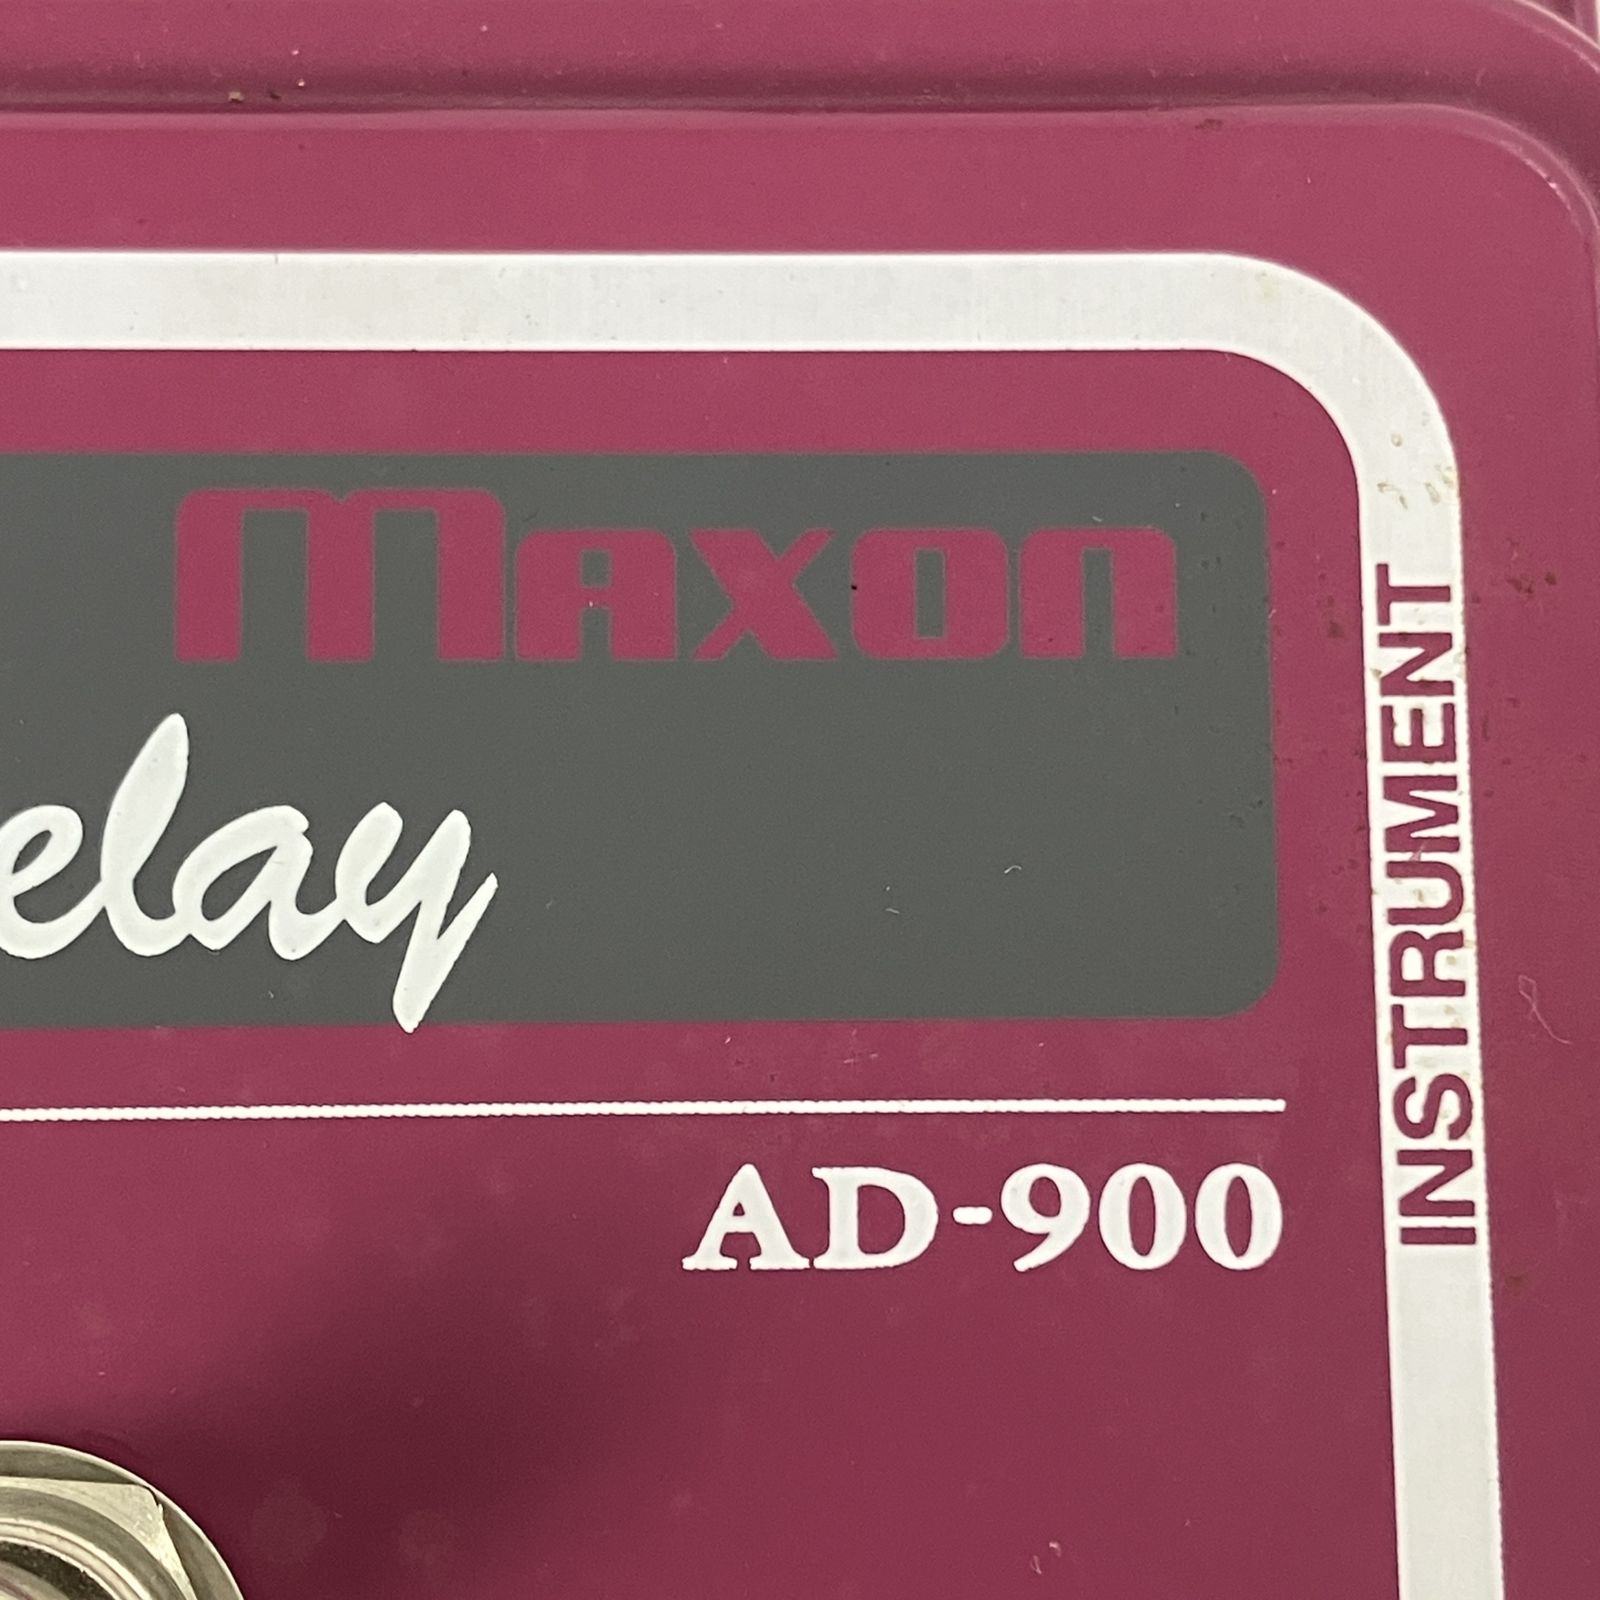 maxon
elay
AD-900
INSTRUMENT